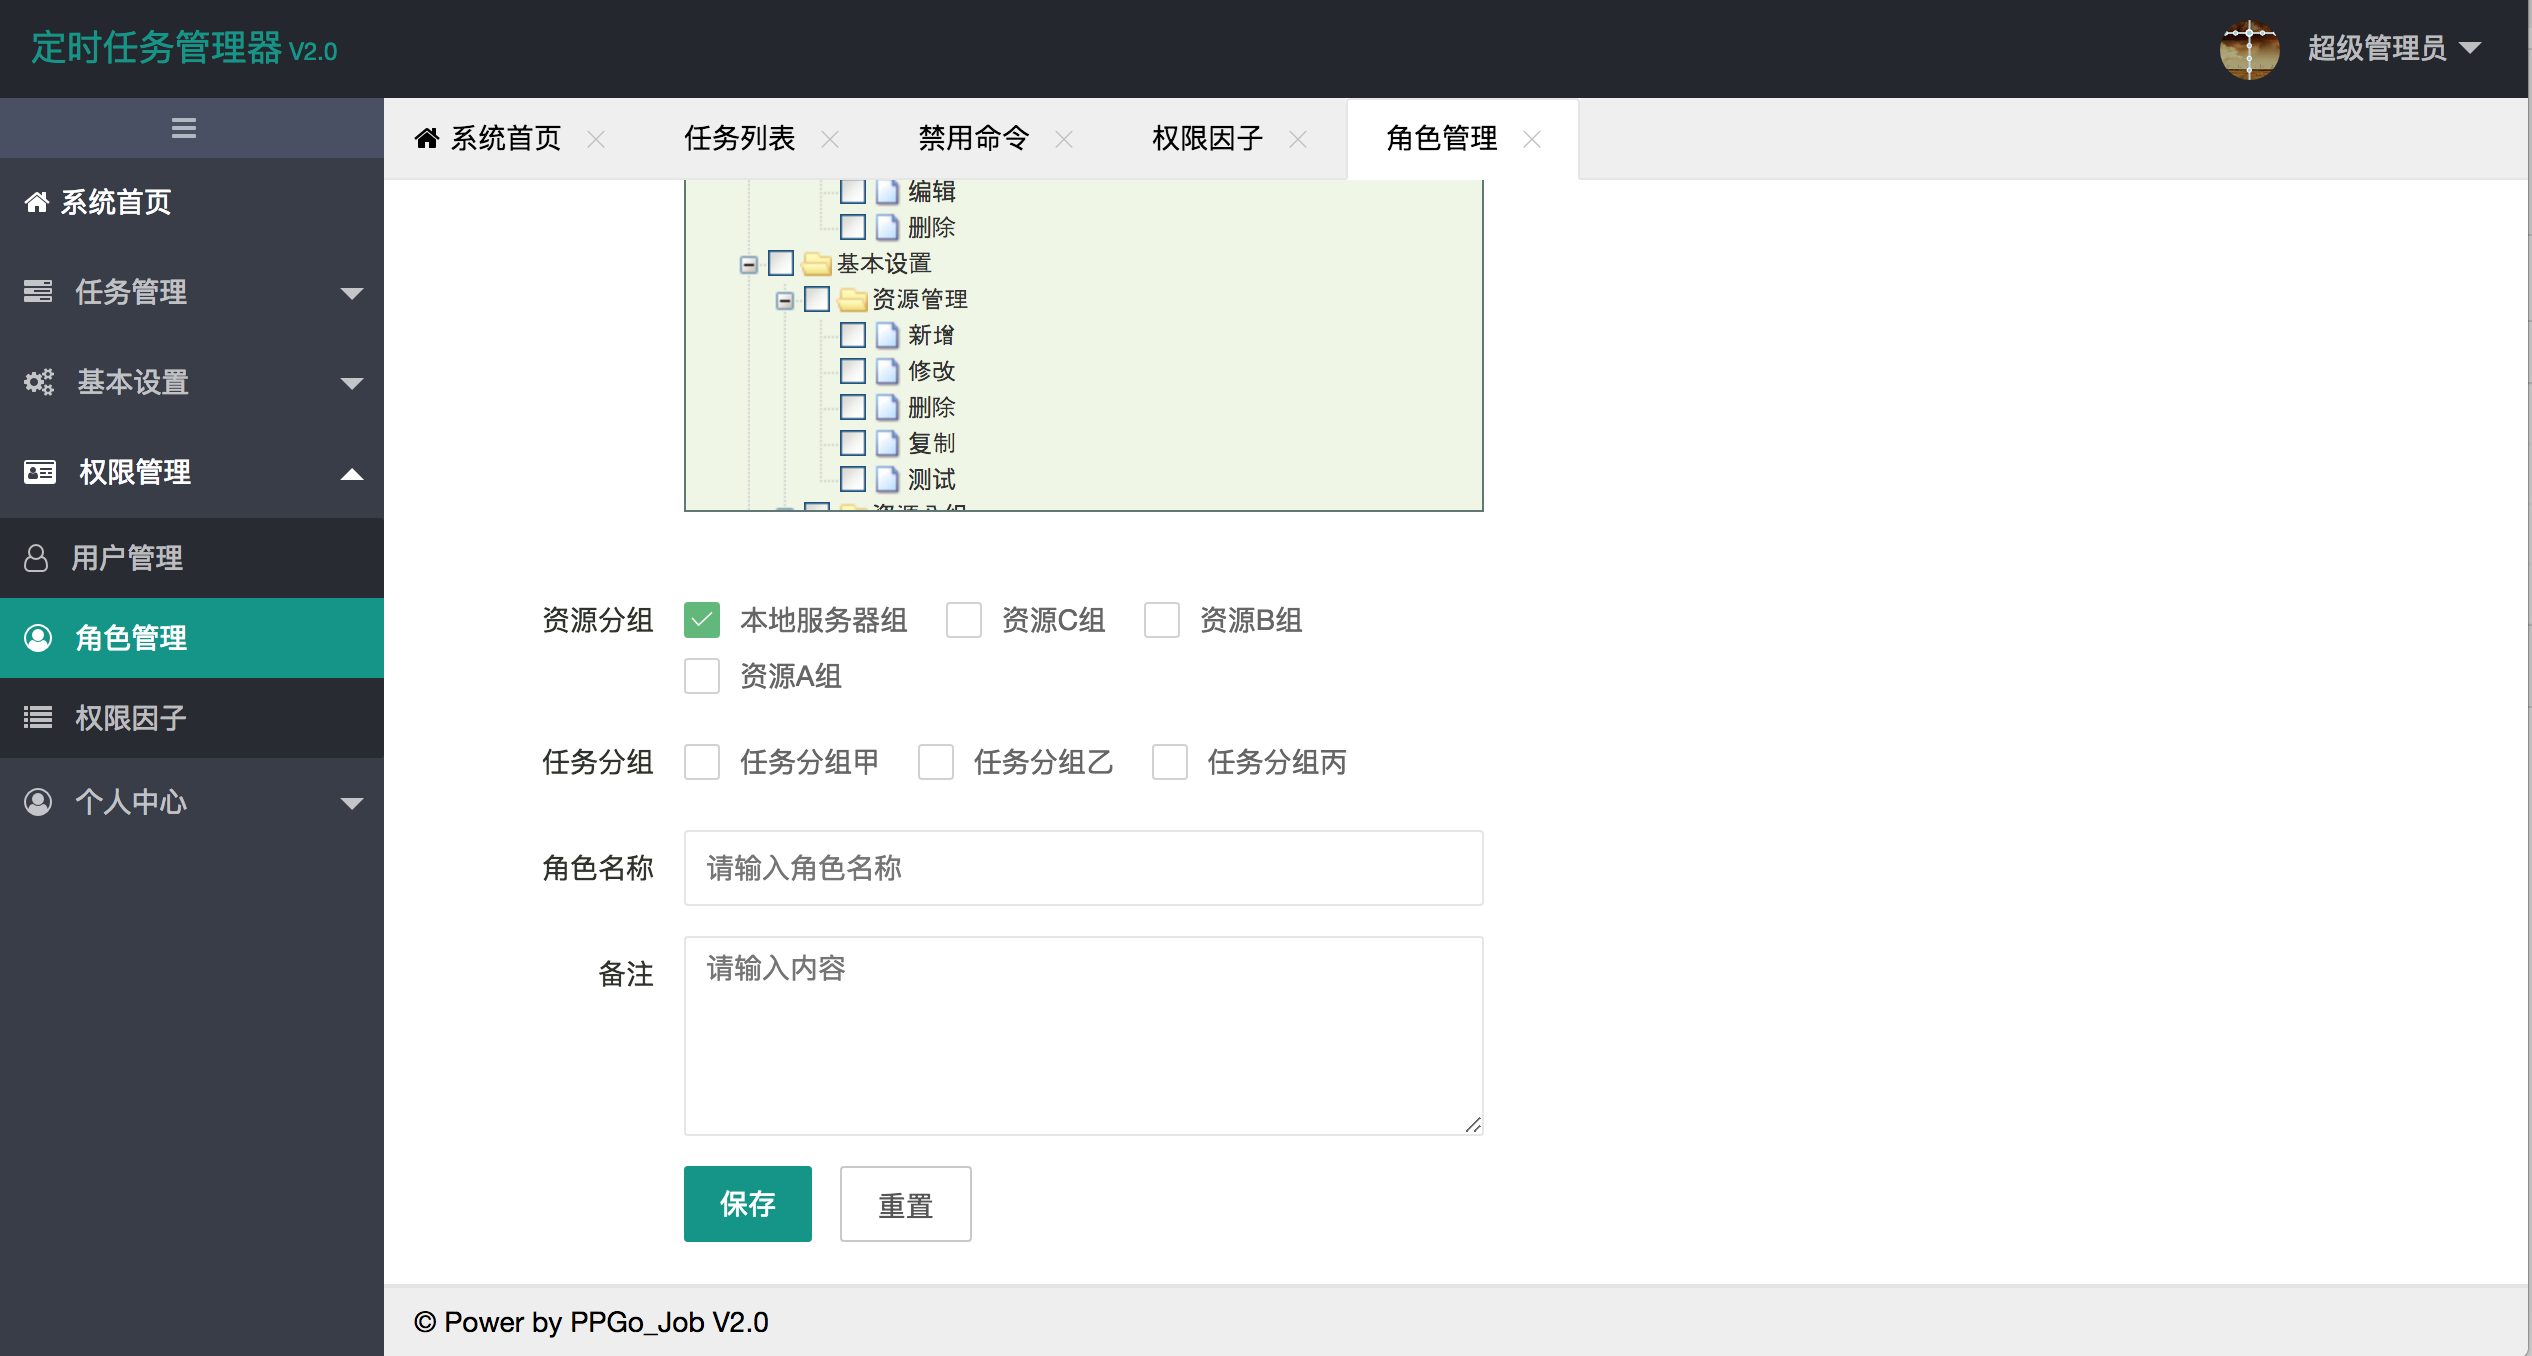 定时任务管理器 V2.0
超级管理员
系统首页
任务管理
基本设置
权限管理
用户管理
角色管理
权限因子
个人中心
系统首页 任务列表 禁用命令 权限因子 角色管理
编辑
删除
基本设置
资源管理
新增
修改
删除
复制
测试
资源分组
资源分组 本地服务器组 资源C组 资源B组
资源A组
任务分组 任务分组甲 任务分组乙 任务分组丙
角色名称 请输入角色名称
备注 请输入内容
保存 重置
© Power by PPGo_Job V2.0